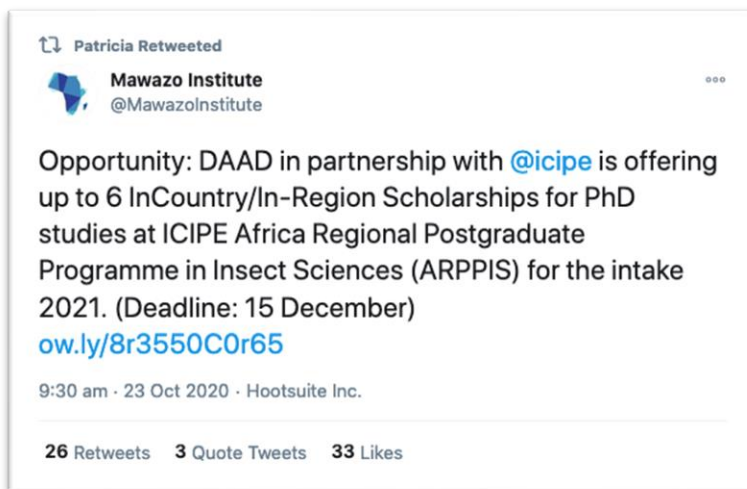 Patricia Retweeted
Mawazo Institute
@MawazoInstitute
Opportunity: DAAD in partnership with @icipe is offering
up to 6 InCountry/In-Region Scholarships for PhD
studies at ICIPE Africa Regional Postgraduate
Programme in Insect Sciences (ARPPIS) for the intake
2021. (Deadline: 15 December)
ow.ly/8r3550C0r65
9:30 am · 23 Oct 2020 · Hootsuite Inc.
26 Retweets 3 Quote Tweets 33 Likes